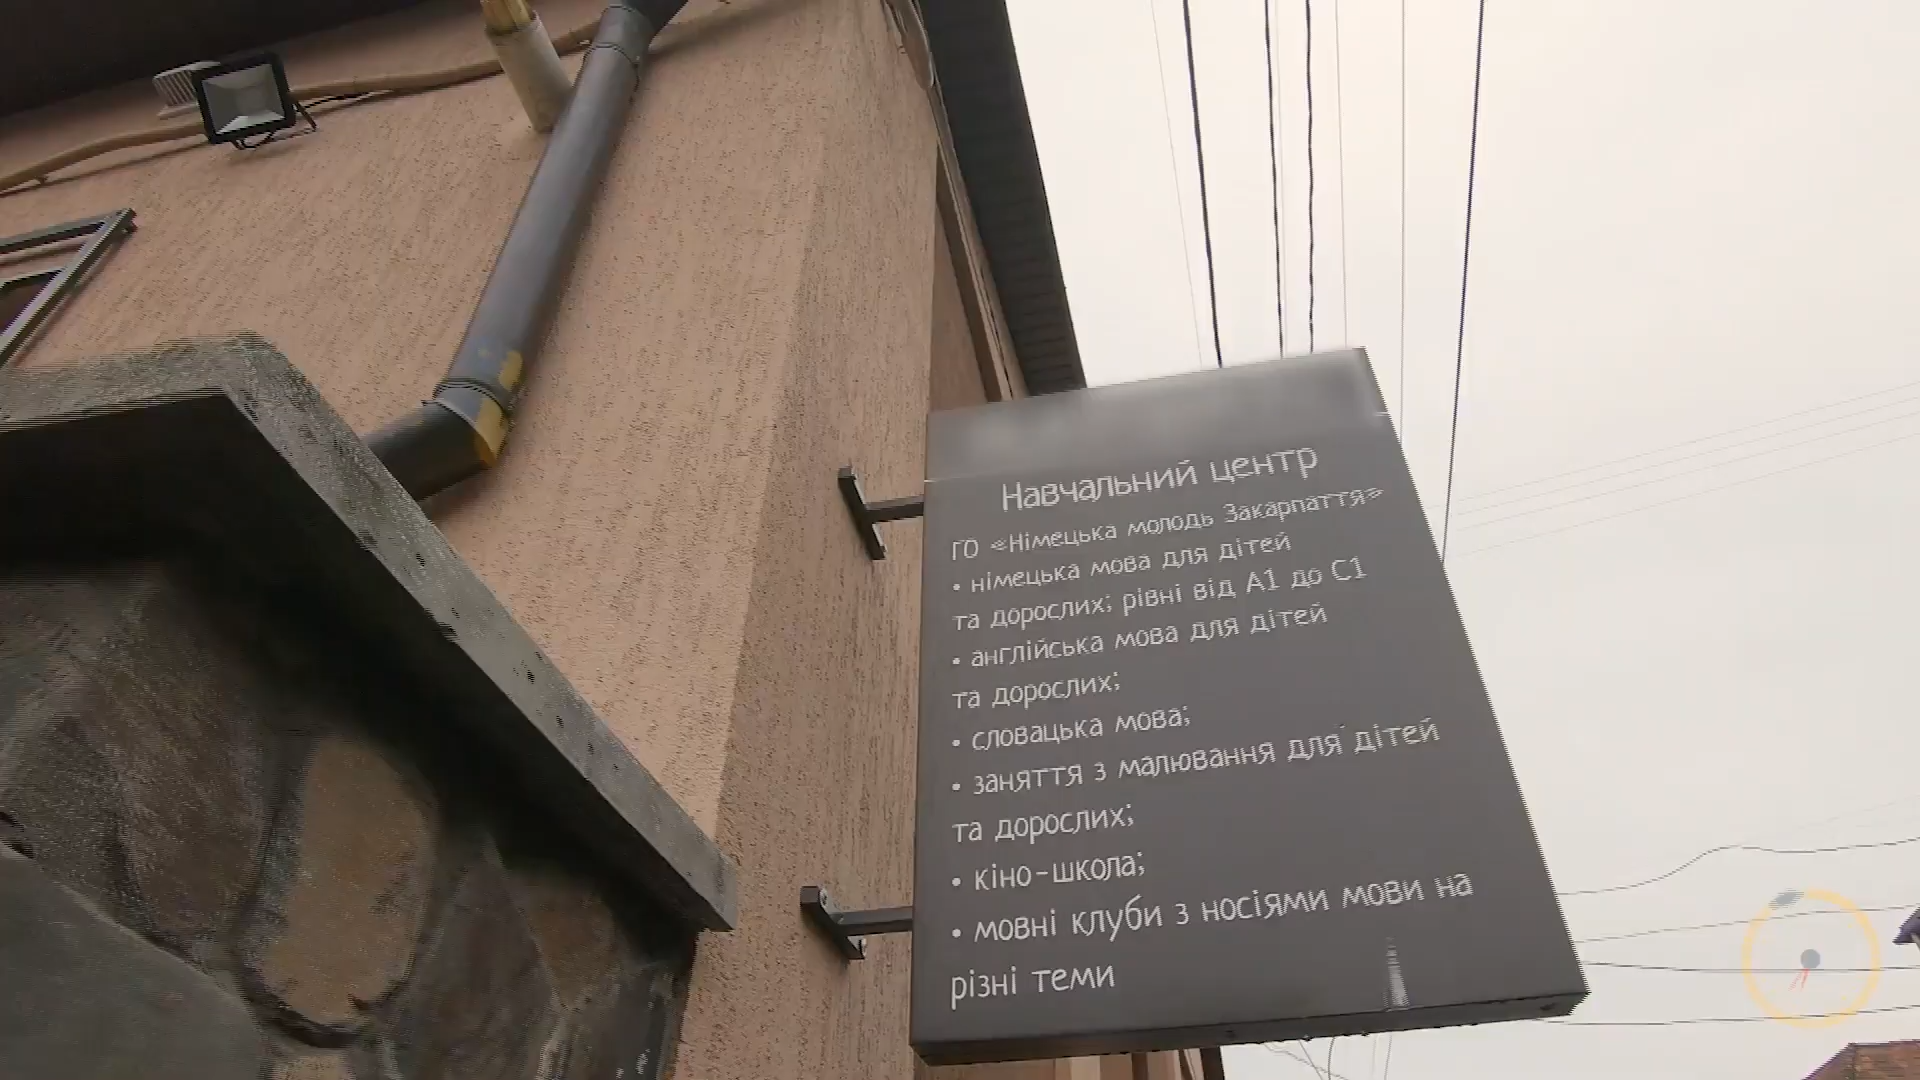 Навчальний центр
ГО «Німецька молодь Закарпаття»
• німецька мова для дітей
та дорослих; рівні від А1 до С1
• англійська мова для дітей
та дорослих;
• словацька мова;
• заняття з малювання для дітей
та дорослих;
• кіно-школа;
• мовні клуби з носіями мови на
різні теми